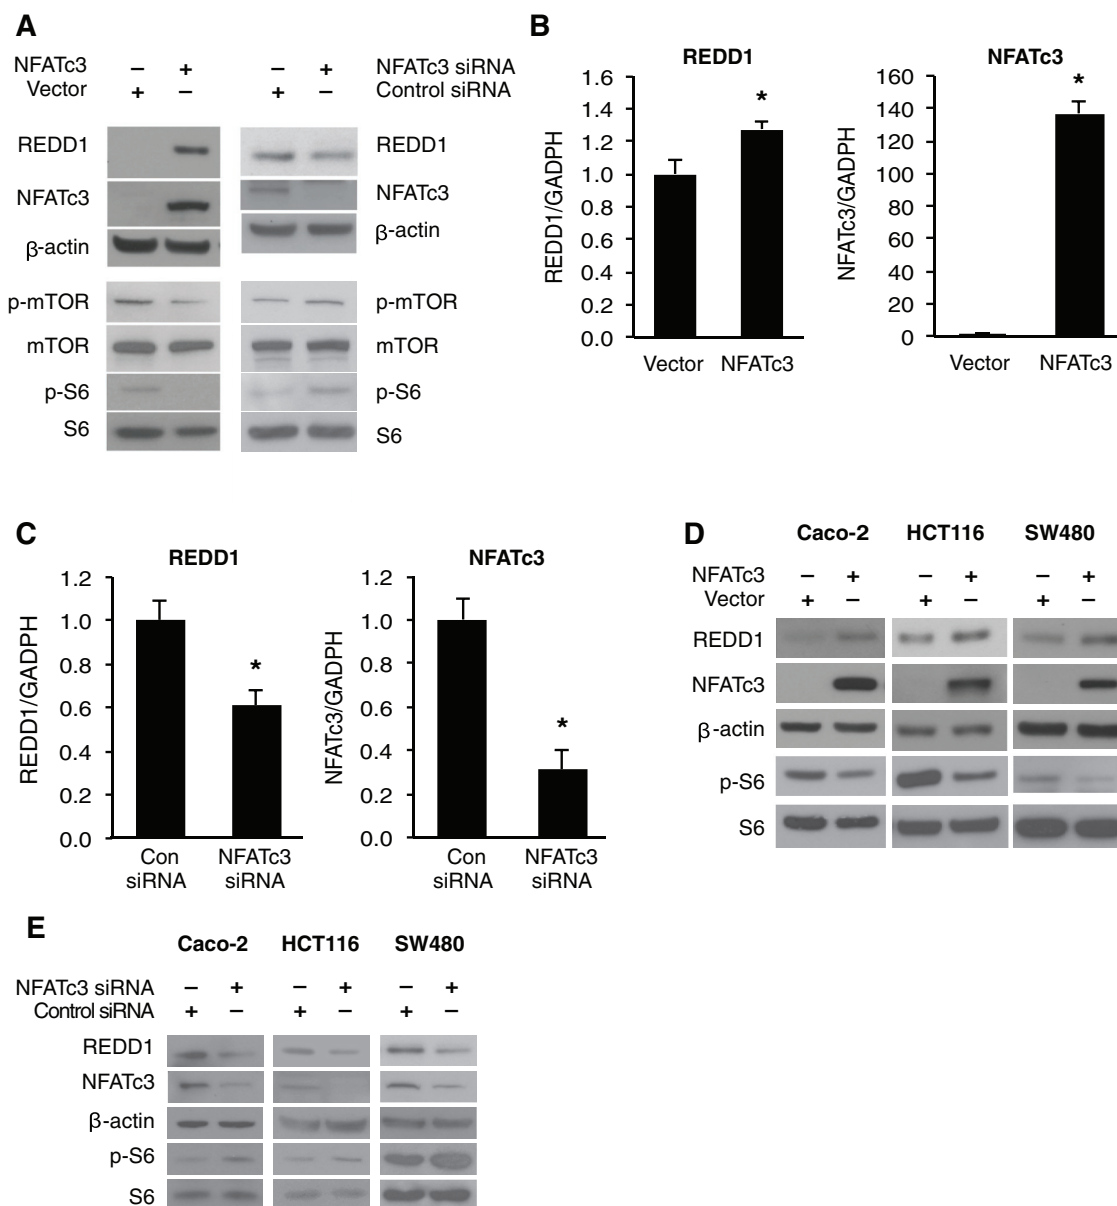 A
NFATc3 – + – + NFATc3 siRNA
Vector + – + – Control siRNA
REDD1 REDD1
NFATc3 NFATc3
β-actin β-actin
p-mTOR p-mTOR
mTOR mTOR
p-S6 p-S6
S6 S6
B
REDD1
REDD1/GADPH
1.6
1.4
1.2
1.0
0.8
0.6
0.4
0.2
0.0
*
Vector NFATc3
NFATc3
NFATc3/GADPH
160
140
120
100
80
60
40
20
0
*
Vector NFATc3
C
REDD1
REDD1/GADPH
1.2
1.0
0.8
0.6
0.4
0.2
0.0
*
Con NFATc3
siRNA siRNA
NFATc3
NFATc3/GADPH
1.2
1.0
0.8
0.6
0.4
0.2
0.0
*
Con NFATc3
siRNA siRNA
D
Caco-2 HCT116 SW480
NFATc3 – + – + – +
Vector + – + – + –
REDD1
NFATc3
β-actin
p-S6
S6
E
Caco-2 HCT116 SW480
NFATc3 siRNA – + – + – +
Control siRNA + – + – + –
REDD1
NFATc3
β-actin
p-S6
S6